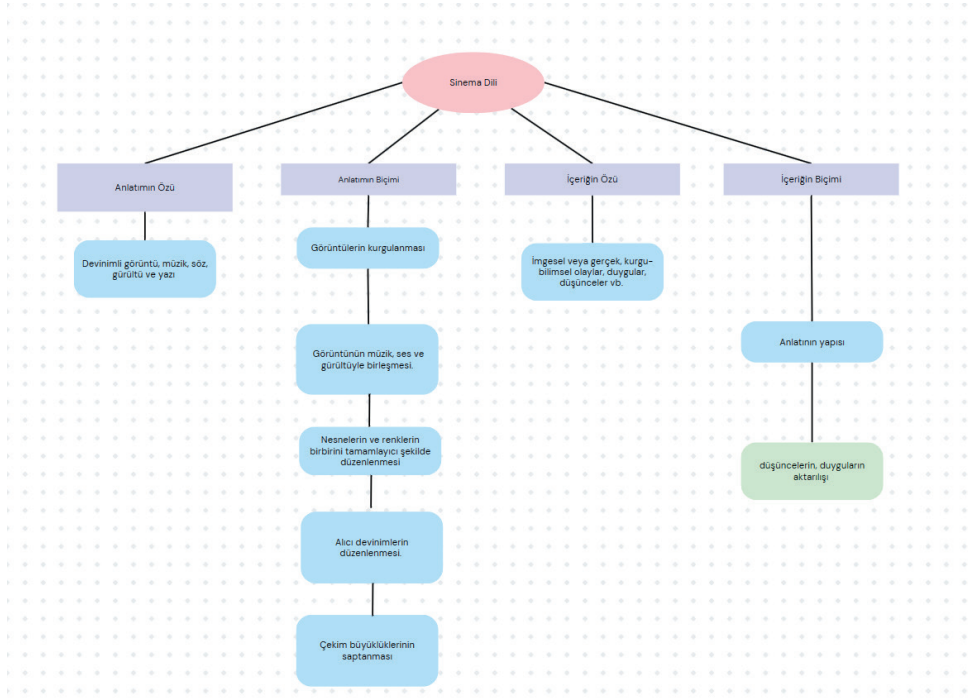 Sinema Dili
Anlatımın Özü
Anlatımın Biçimi
İçeriğin Özü
İçeriğin Biçimi
Devinimli görüntü, müzik, söz,
gürültü ve yazı
Görüntülerin kurgulanması
Görüntünün müzik, ses ve
gürültüyle birleşmesi.
Nesnelerin ve renklerin
birbirini tamamlayıcı şekilde
düzenlenmesi
Alıcı devinimlerin
düzenlenmesi.
Çekim büyüklüklerinin
saptanması
İmgesel veya gerçek, kurgu-
bilimsel olaylar, duygular,
düşünceler vb.
Anlatının yapısı
düşüncelerin, duyguların
aktarılışı